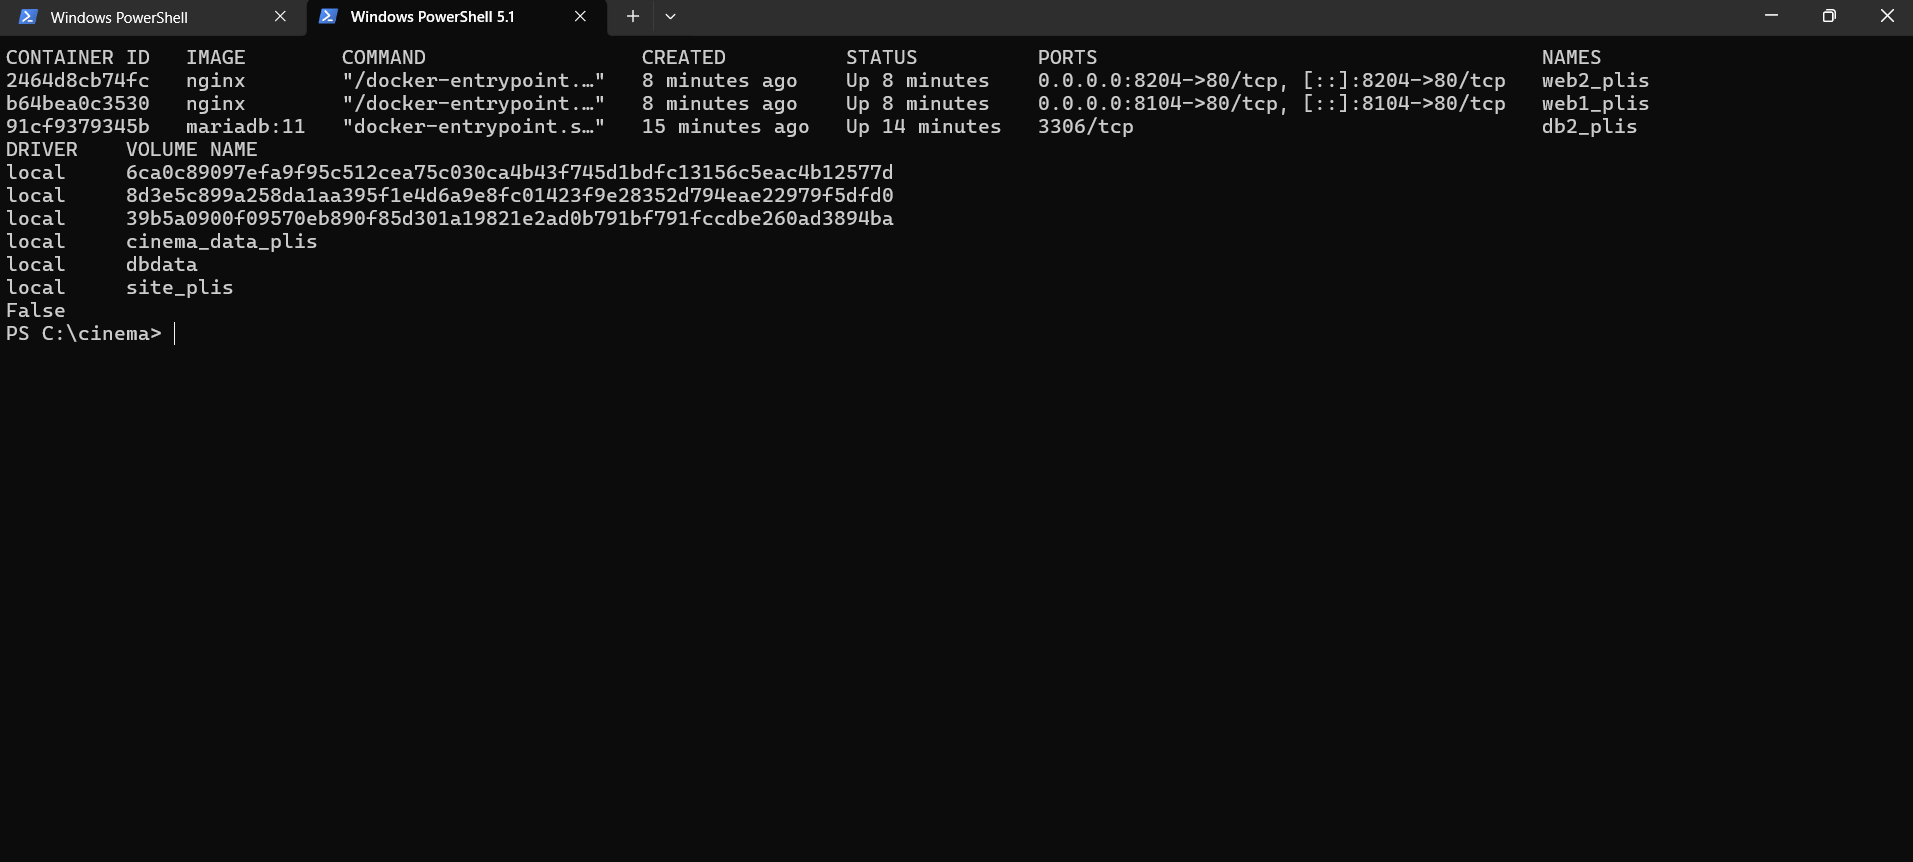 Windows PowerShell
Windows PowerShell 5.1
CONTAINER ID   IMAGE        COMMAND                  CREATED          STATUS          PORTS                                     NAMES
2464d8cb74fc   nginx        "/docker-entrypoint.…"   8 minutes ago    Up 8 minutes    0.0.0.0:8204->80/tcp, [::]:8204->80/tcp   web2_plis
b64bea0c3530   nginx        "/docker-entrypoint.…"   8 minutes ago    Up 8 minutes    0.0.0.0:8104->80/tcp, [::]:8104->80/tcp   web1_plis
91cf9379345b   mariadb:11   "docker-entrypoint.s…"   15 minutes ago   Up 14 minutes   3306/tcp                                  db2_plis
DRIVER    VOLUME NAME
local     6ca0c89097efa9f95c512cea75c030ca4b43f745d1bdfc13156c5eac4b12577d
local     8d3e5c899a258da1aa395f1e4d6a9e8fc01423f9e28352d794eae22979f5dfd0
local     39b5a0900f09570eb890f85d301a19821e2ad0b791bf791fccdbe260ad3894ba
local     cinema_data_plis
local     dbdata
local     site_plis
False
PS C:\cinema>